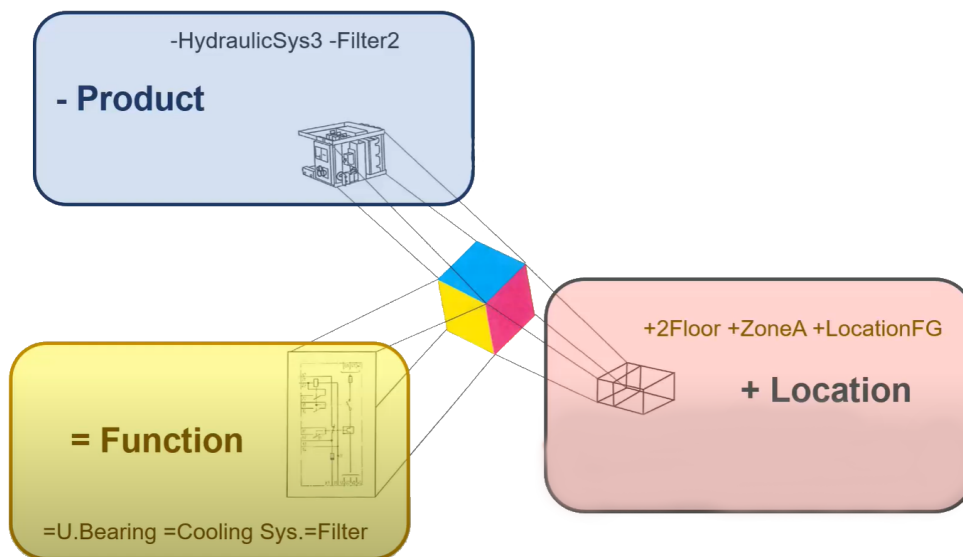 -HydraulicSys3 -Filter2
- Product
+2Floor +ZoneA +LocationFG
+ Location
= Function
=U.Bearing =Cooling Sys.=Filter